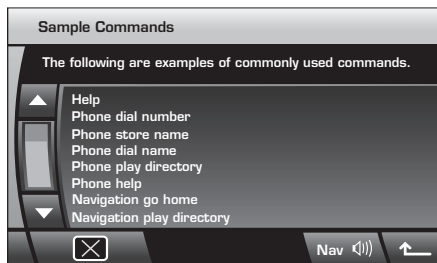 Sample Commands
The following are examples of commonly used commands.
Help
Phone dial number
Phone store name
Phone dial name
Phone play directory
Phone help
Navigation go home
Navigation play directory
Nav